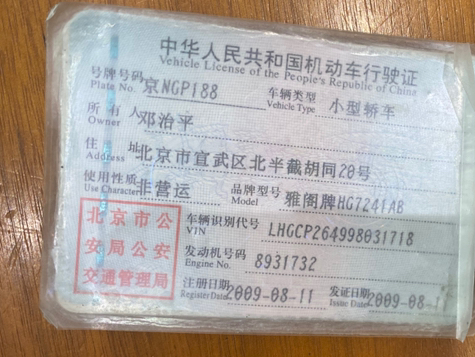 中华人民共和国机动车行驶证
Vehicle License of the People's Republic of China
号牌号码 京NGP188 车辆类型 小型轿车
Plate No. Vehicle Type
所有人 邓治平
Owner
住址 北京市宣武区北半截胡同20号
Address
使用性质 非营运 品牌型号 雅阁牌HG7241AB
Use Character Model
北京市公
安局公安
交通管理局
车辆识别代号 LHGCP264998031718
VIN
发动机号码 8931732
Engine No.
注册日期 2009-08-11 发证日期 2009-08-
Register Date Issue Date